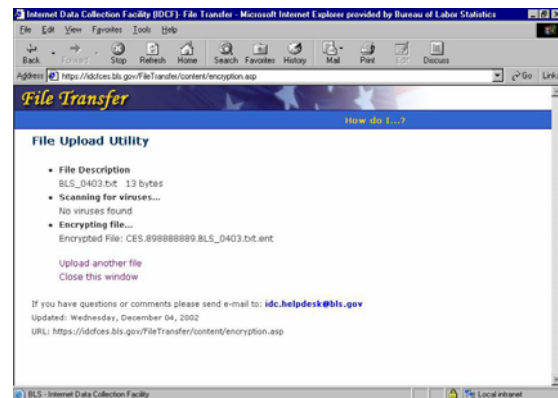 Internet Data Collection Facility (IDCF)- File Transfer - Microsoft Internet Explorer provided by Bureau of Labor Statistics
File Edit View Favorites Tools Help
Back Forward Stop Refresh Home Search Favorites History Mail Print Edit Discuss
Address https://idcfces.bls.gov/FileTransfer/content/encryption.asp Go Links
File Transfer
How do I...?
File Upload Utility
• File Description
BLS_0403.txt 13 bytes
• Scanning for viruses...
No viruses found
• Encrypting file...
Encrypted File: CES.898888889.BLS_0403.txt.ent
Upload another file
Close this window
If you have questions or comments please send e-mail to: idc.helpdesk@bls.gov
Updated: Wednesday, December 04, 2002
URL: https://idcfces.bls.gov/FileTransfer/content/encryption.asp
BLS - Internet Data Collection Facility Local intranet